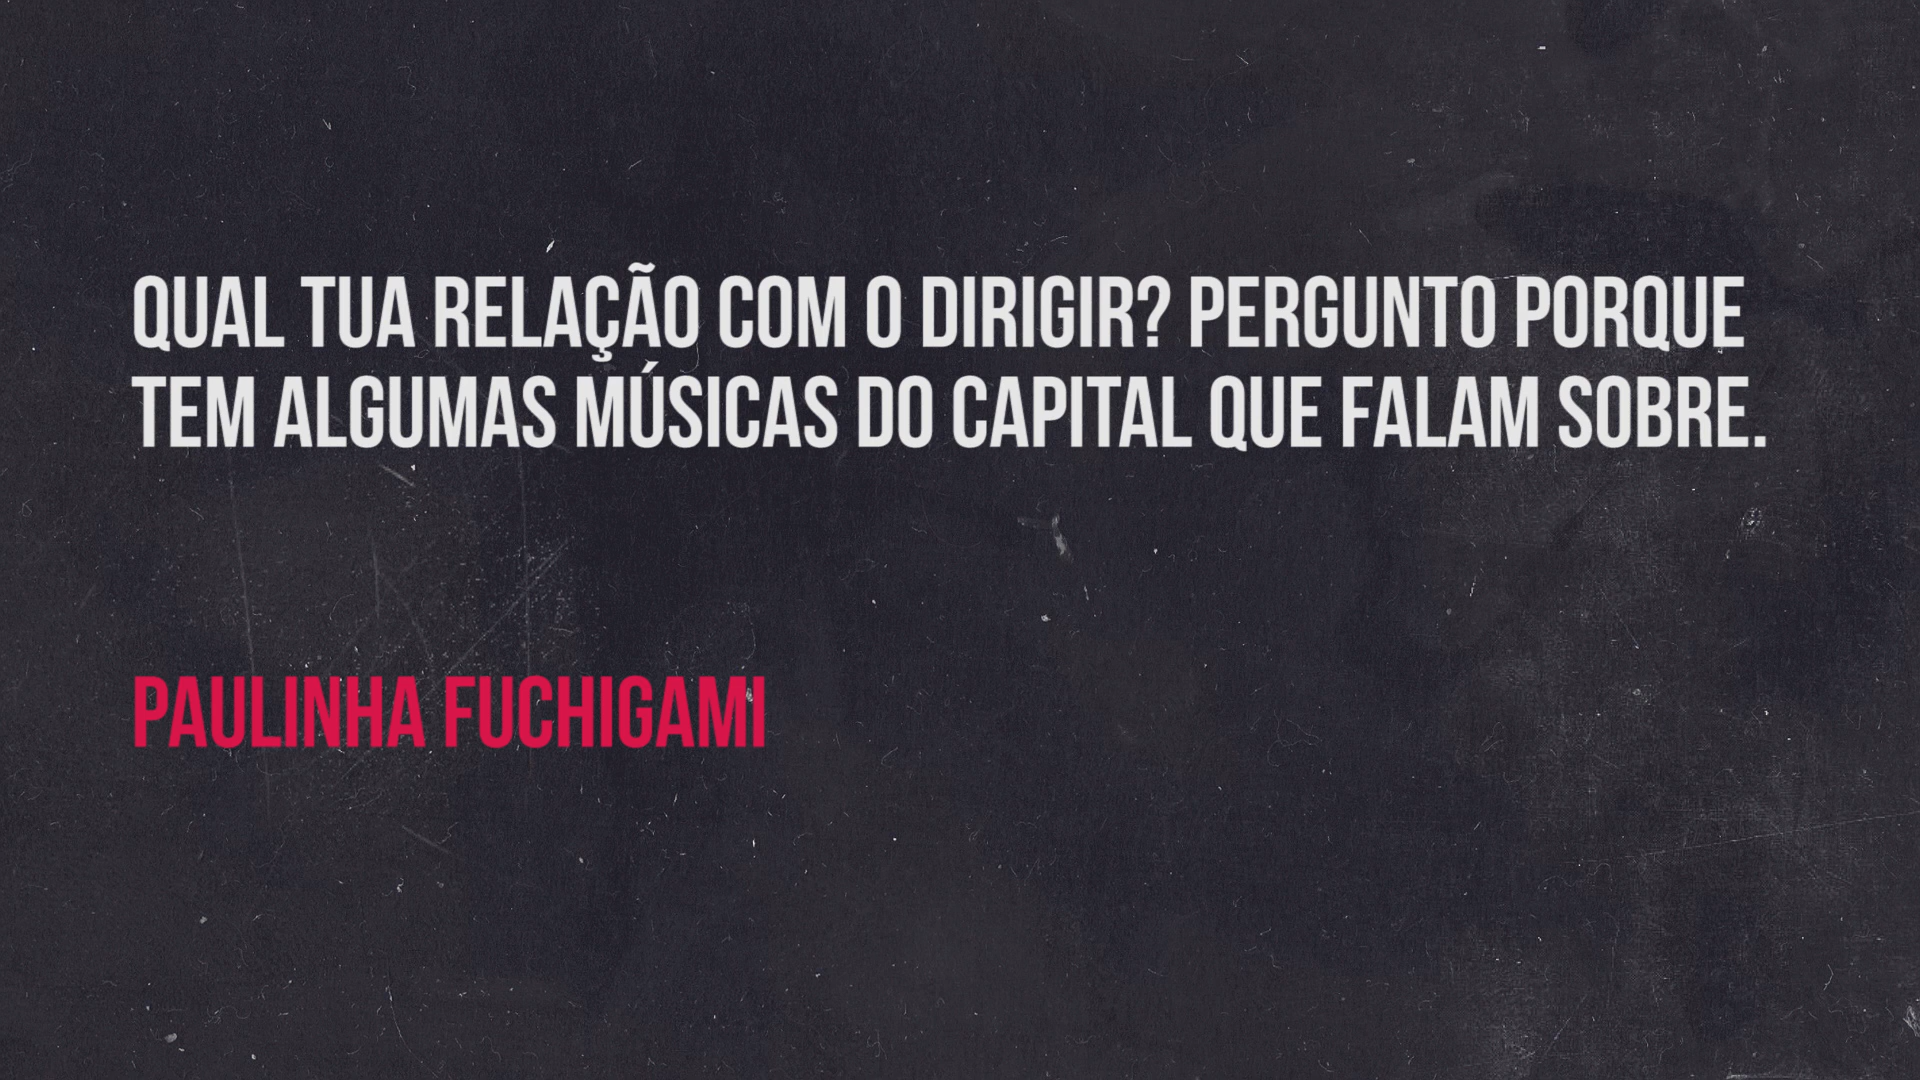 QUAL TUA RELAÇÃO COM O DIRIGIR? PERGUNTO PORQUE
TEM ALGUMAS MÚSICAS DO CAPITAL QUE FALAM SOBRE.
PAULINHA FUCHIGAMI